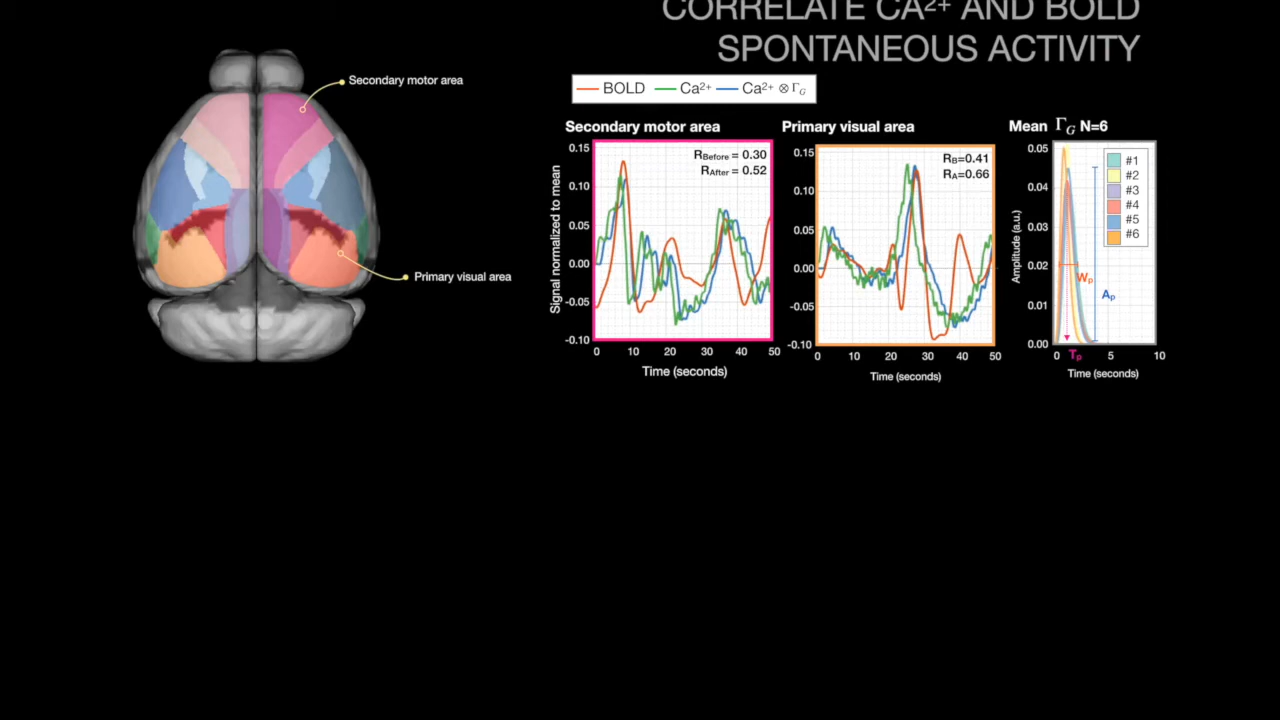 CORRELATE CA²⁺ AND BOLD
SPONTANEOUS ACTIVITY
Secondary motor area
Primary visual area
BOLD Ca²⁺ Ca²⁺ ⊗ Γ_G
Secondary motor area
Signal normalized to mean
0.15
0.10
0.05
0.00
-0.05
-0.10
R_Before = 0.30
R_After = 0.52
0 10 20 30 40 50
Time (seconds)
Primary visual area
0.15
0.10
0.05
0.00
-0.05
-0.10
R_B=0.41
R_A=0.66
0 10 20 30 40 50
Time (seconds)
Mean Γ_G N=6
Amplitude (a.u.)
0.05
0.04
0.03
0.02
0.01
0.00
#1
#2
#3
#4
#5
#6
W_p
A_p
0 T_p 5 10
Time (seconds)